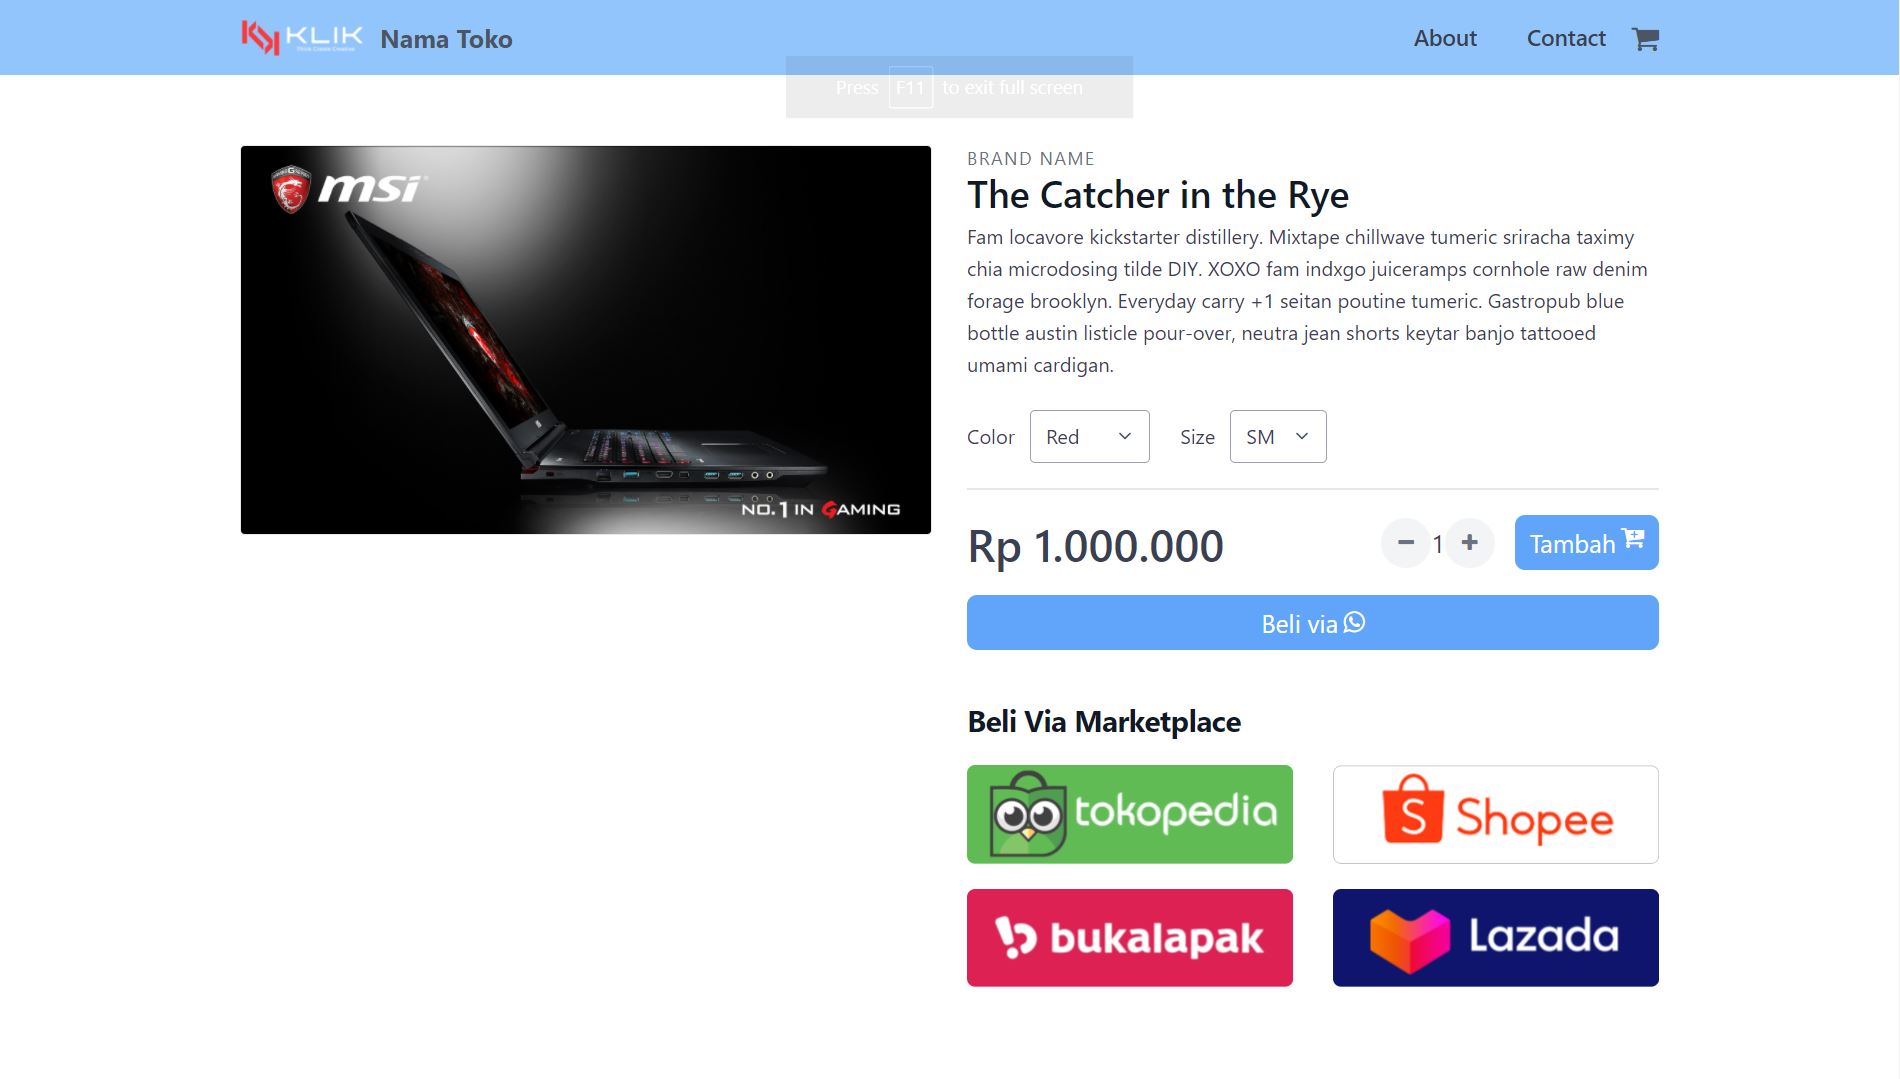 KLIK
Think Create Creative
Nama Toko
About
Contact
Press F11 to exit full screen
msi
NO.1 IN GAMING
BRAND NAME
The Catcher in the Rye
Fam locavore kickstarter distillery. Mixtape chillwave tumeric sriracha taximy
chia microdosing tilde DIY. XOXO fam indxgo juiceramps cornhole raw denim
forage brooklyn. Everyday carry +1 seitan poutine tumeric. Gastropub blue
bottle austin listicle pour-over, neutra jean shorts keytar banjo tattooed
umami cardigan.
Color Red Size SM
Rp 1.000.000
1
Tambah
Beli via
Beli Via Marketplace
tokopedia
Shopee
bukalapak
Lazada